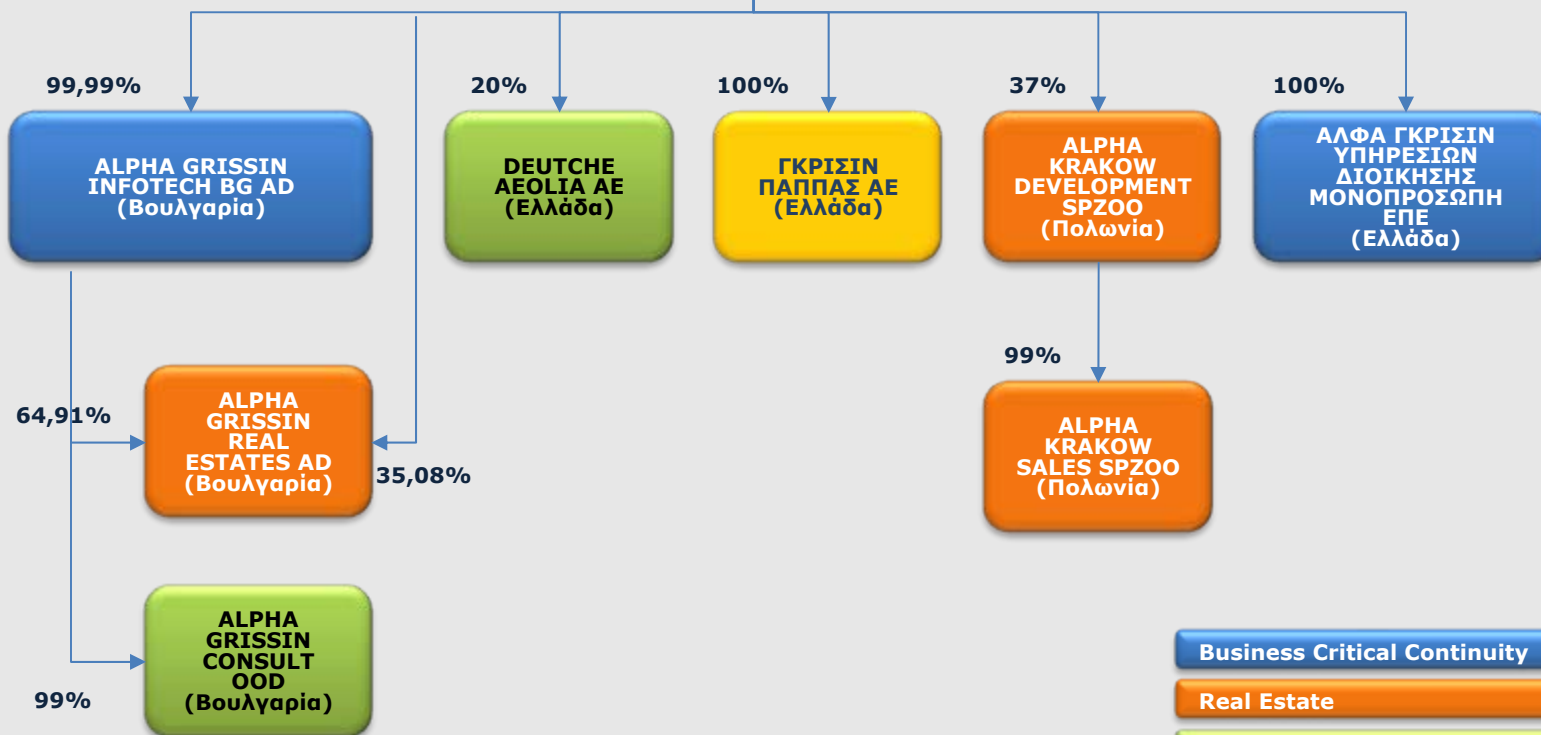 99,99%
20%
100%
37%
100%
ALPHA GRISSIN
INFOTECH BG AD
(Βουλγαρία)
DEUTCHE
AEOLIA AE
(Ελλάδα)
ΓΚΡΙΣΙΝ
ΠΑΠΠΑΣ ΑΕ
(Ελλάδα)
ALPHA
KRAKOW
DEVELOPMENT
SPZOO
(Πολωνία)
ΑΛΦΑ ΓΚΡΙΣΙΝ
ΥΠΗΡΕΣΙΩΝ
ΔΙΟΙΚΗΣΗΣ
ΜΟΝΟΠΡΟΣΩΠΗ
ΕΠΕ
(Ελλάδα)
64,91%
ALPHA
GRISSIN
REAL
ESTATES AD
(Βουλγαρία)
35,08%
99%
ALPHA
KRAKOW
SALES SPZOO
(Πολωνία)
99%
ALPHA
GRISSIN
CONSULT
OOD
(Βουλγαρία)
Business Critical Continuity
Real Estate